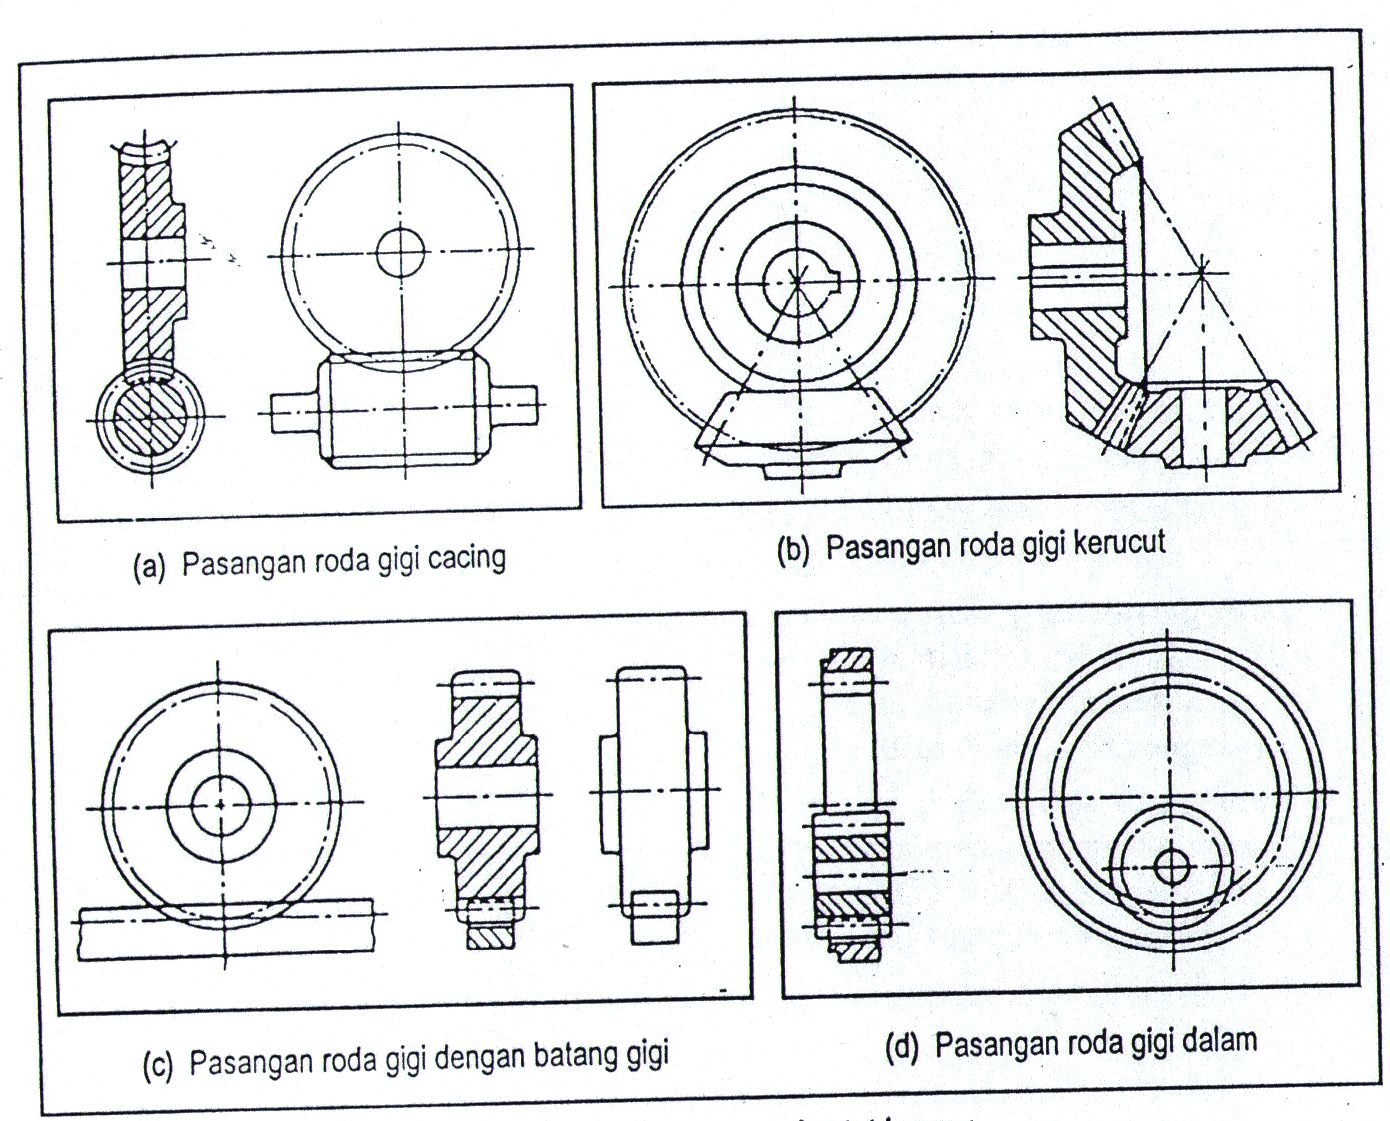 (a) Pasangan roda gigi cacing
(b) Pasangan roda gigi kerucut
(c) Pasangan roda gigi dengan batang gigi
(d) Pasangan roda gigi dalam